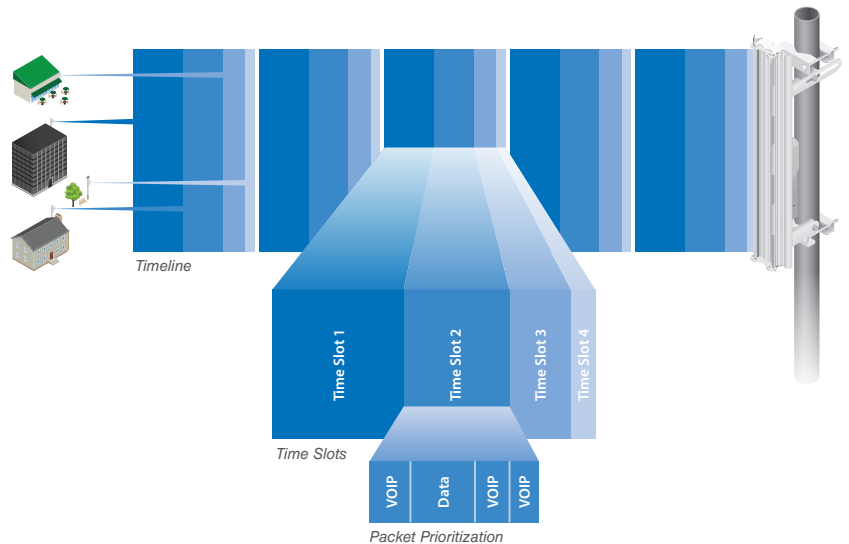 Timeline
Time Slot 1
Time Slot 2
Time Slot 3
Time Slot 4
Time Slots
VOIP
Data
VOIP
VOIP
Packet Prioritization